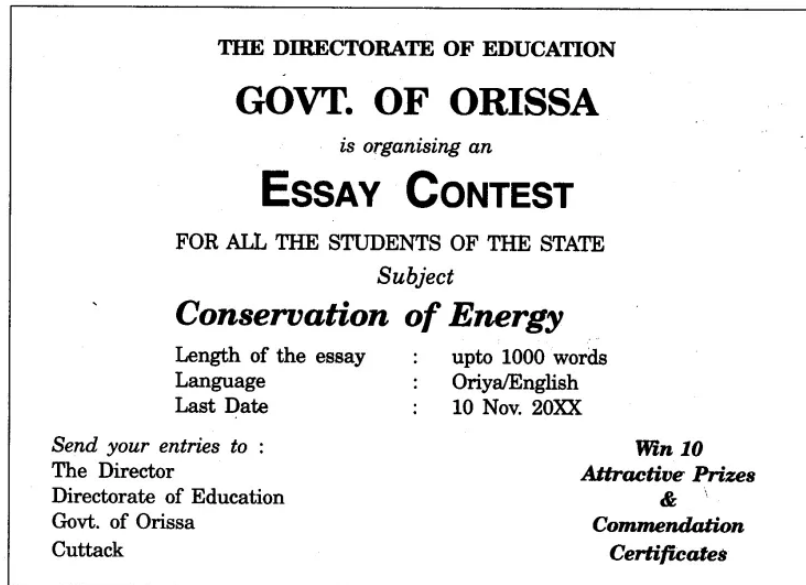 THE DIRECTORATE OF EDUCATION
GOVT. OF ORISSA
is organising an
ESSAY CONTEST
FOR ALL THE STUDENTS OF THE STATE
Subject
Conservation of Energy
Length of the essay : upto 1000 words
Language : Oriya/English
Last Date : 10 Nov. 20XX
Send your entries to :
The Director
Directorate of Education
Govt. of Orissa
Cuttack
Win 10
Attractive Prizes
&
Commendation
Certificates